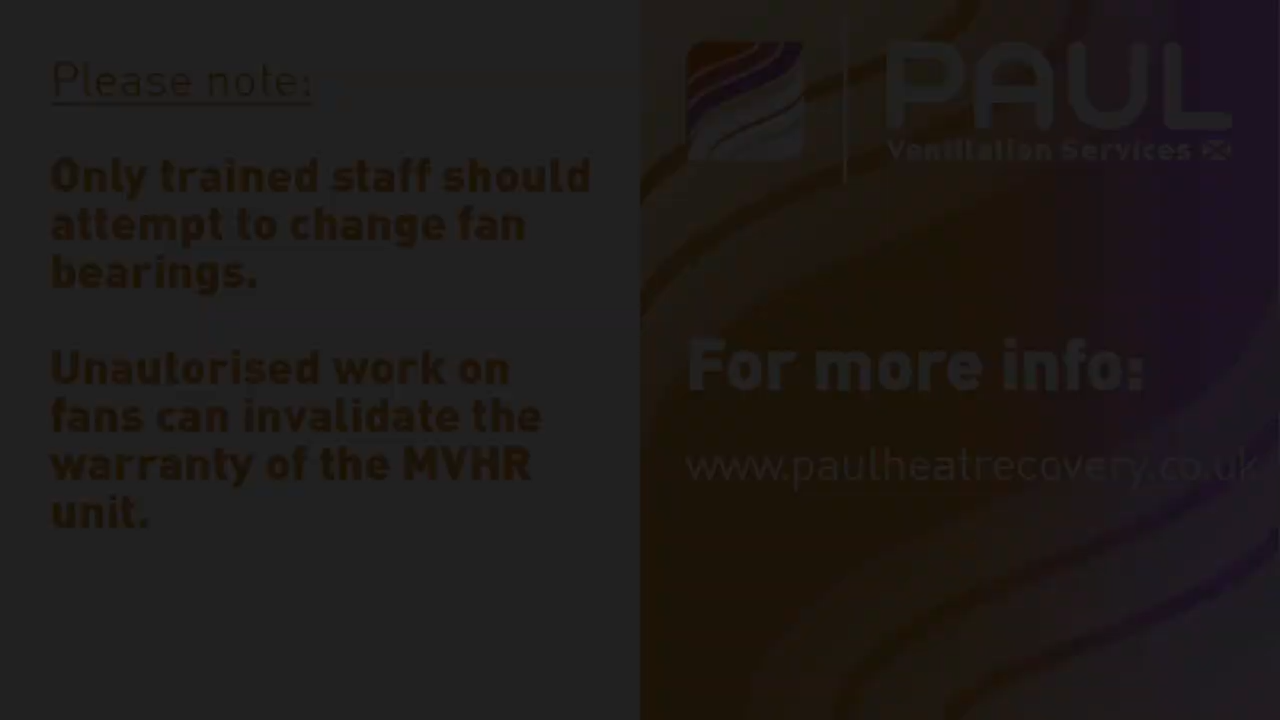 Please note:
Only trained staff should
attempt to change fan
bearings.
Unautorised work on
fans can invalidate the
warranty of the MVHR
unit.
PAUL
Ventilation Services
For more info:
www.paulheatrecovery.co.uk